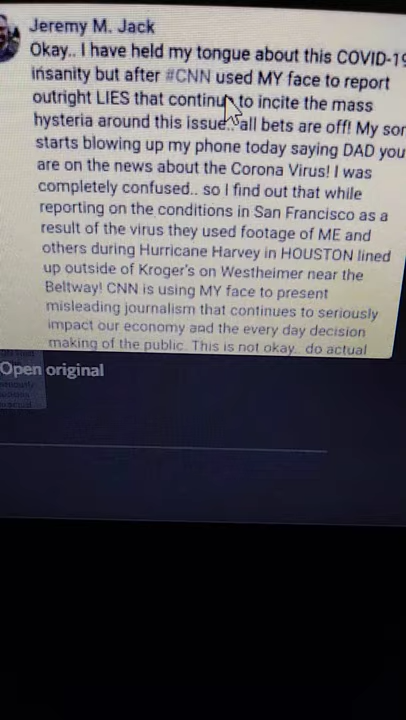 Jeremy M. Jack
Okay.. I have held my tongue about this COVID-19
insanity but after #CNN used MY face to report
outright LIES that continu to incite the mass
hysteria around this issue.. all bets are off! My son
starts blowing up my phone today saying DAD you
are on the news about the Corona Virus! I was
completely confused.. so I find out that while
reporting on the conditions in San Francisco as a
result of the virus they used footage of ME and
others during Hurricane Harvey in HOUSTON lined
up outside of Kroger's on Westheimer near the
Beltway! CNN is using MY face to present
misleading journalism that continues to seriously
impact our economy and the every day decision
making of the public. This is not okay.. do actual
Open original